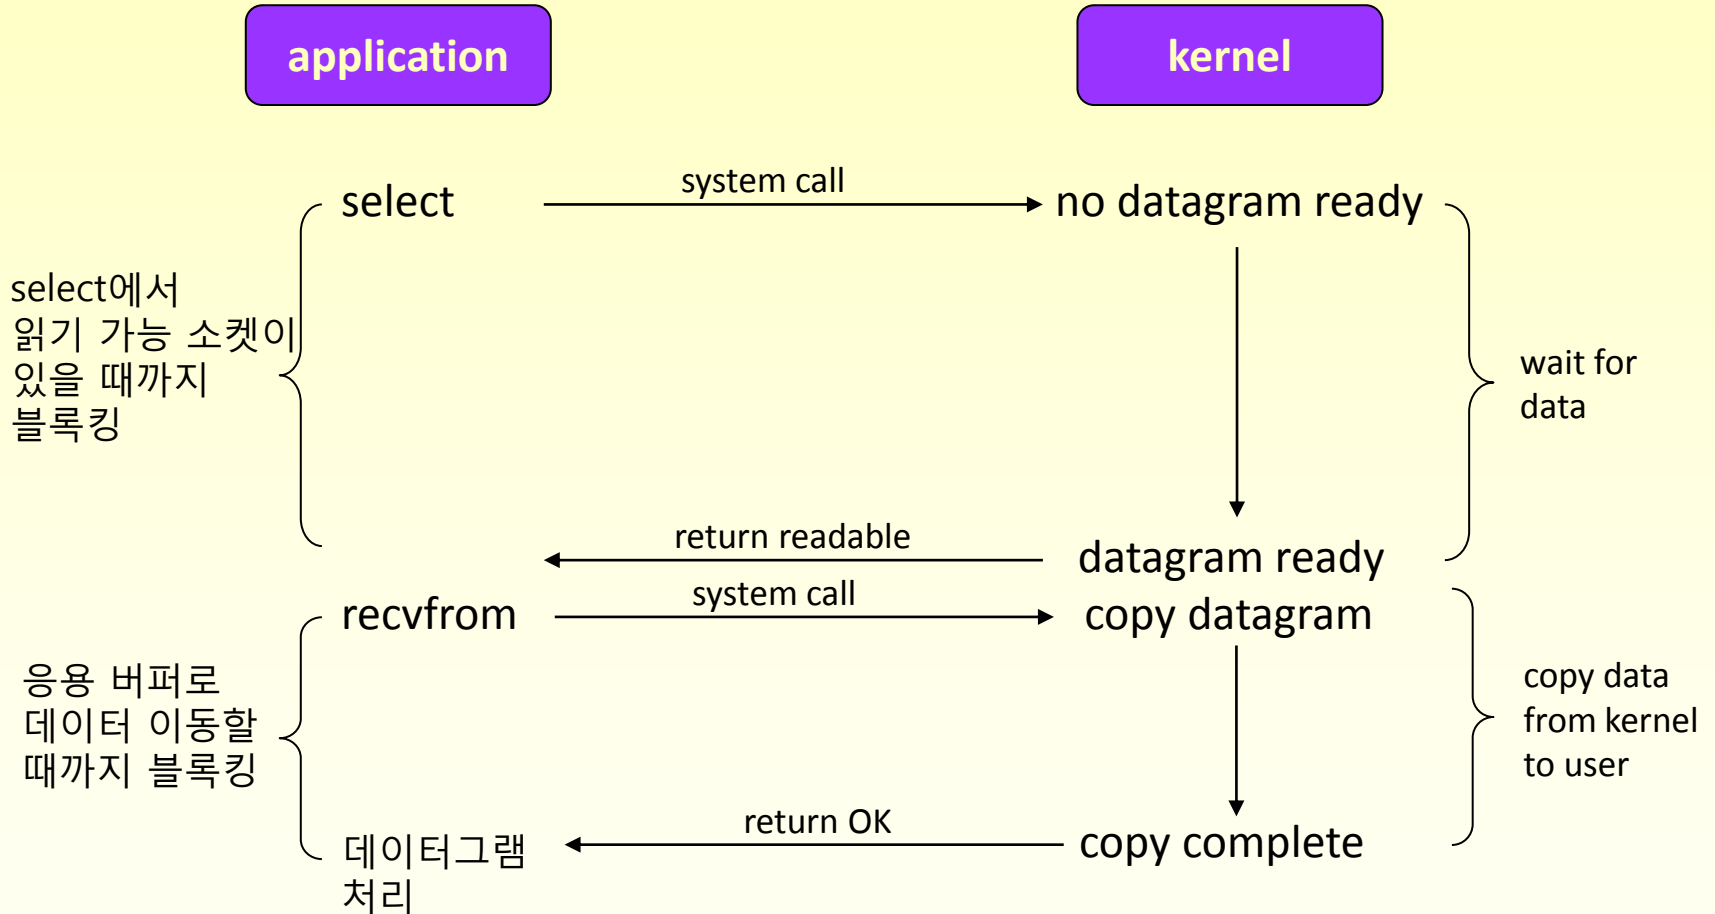 application
kernel
select
system call
no datagram ready
select에서
읽기 가능 소켓이
있을 때까지
블록킹
wait for
data
return readable
datagram ready
recvfrom
system call
copy datagram
응용 버퍼로
데이터 이동할
때까지 블록킹
copy data
from kernel
to user
return OK
copy complete
데이터그램
처리